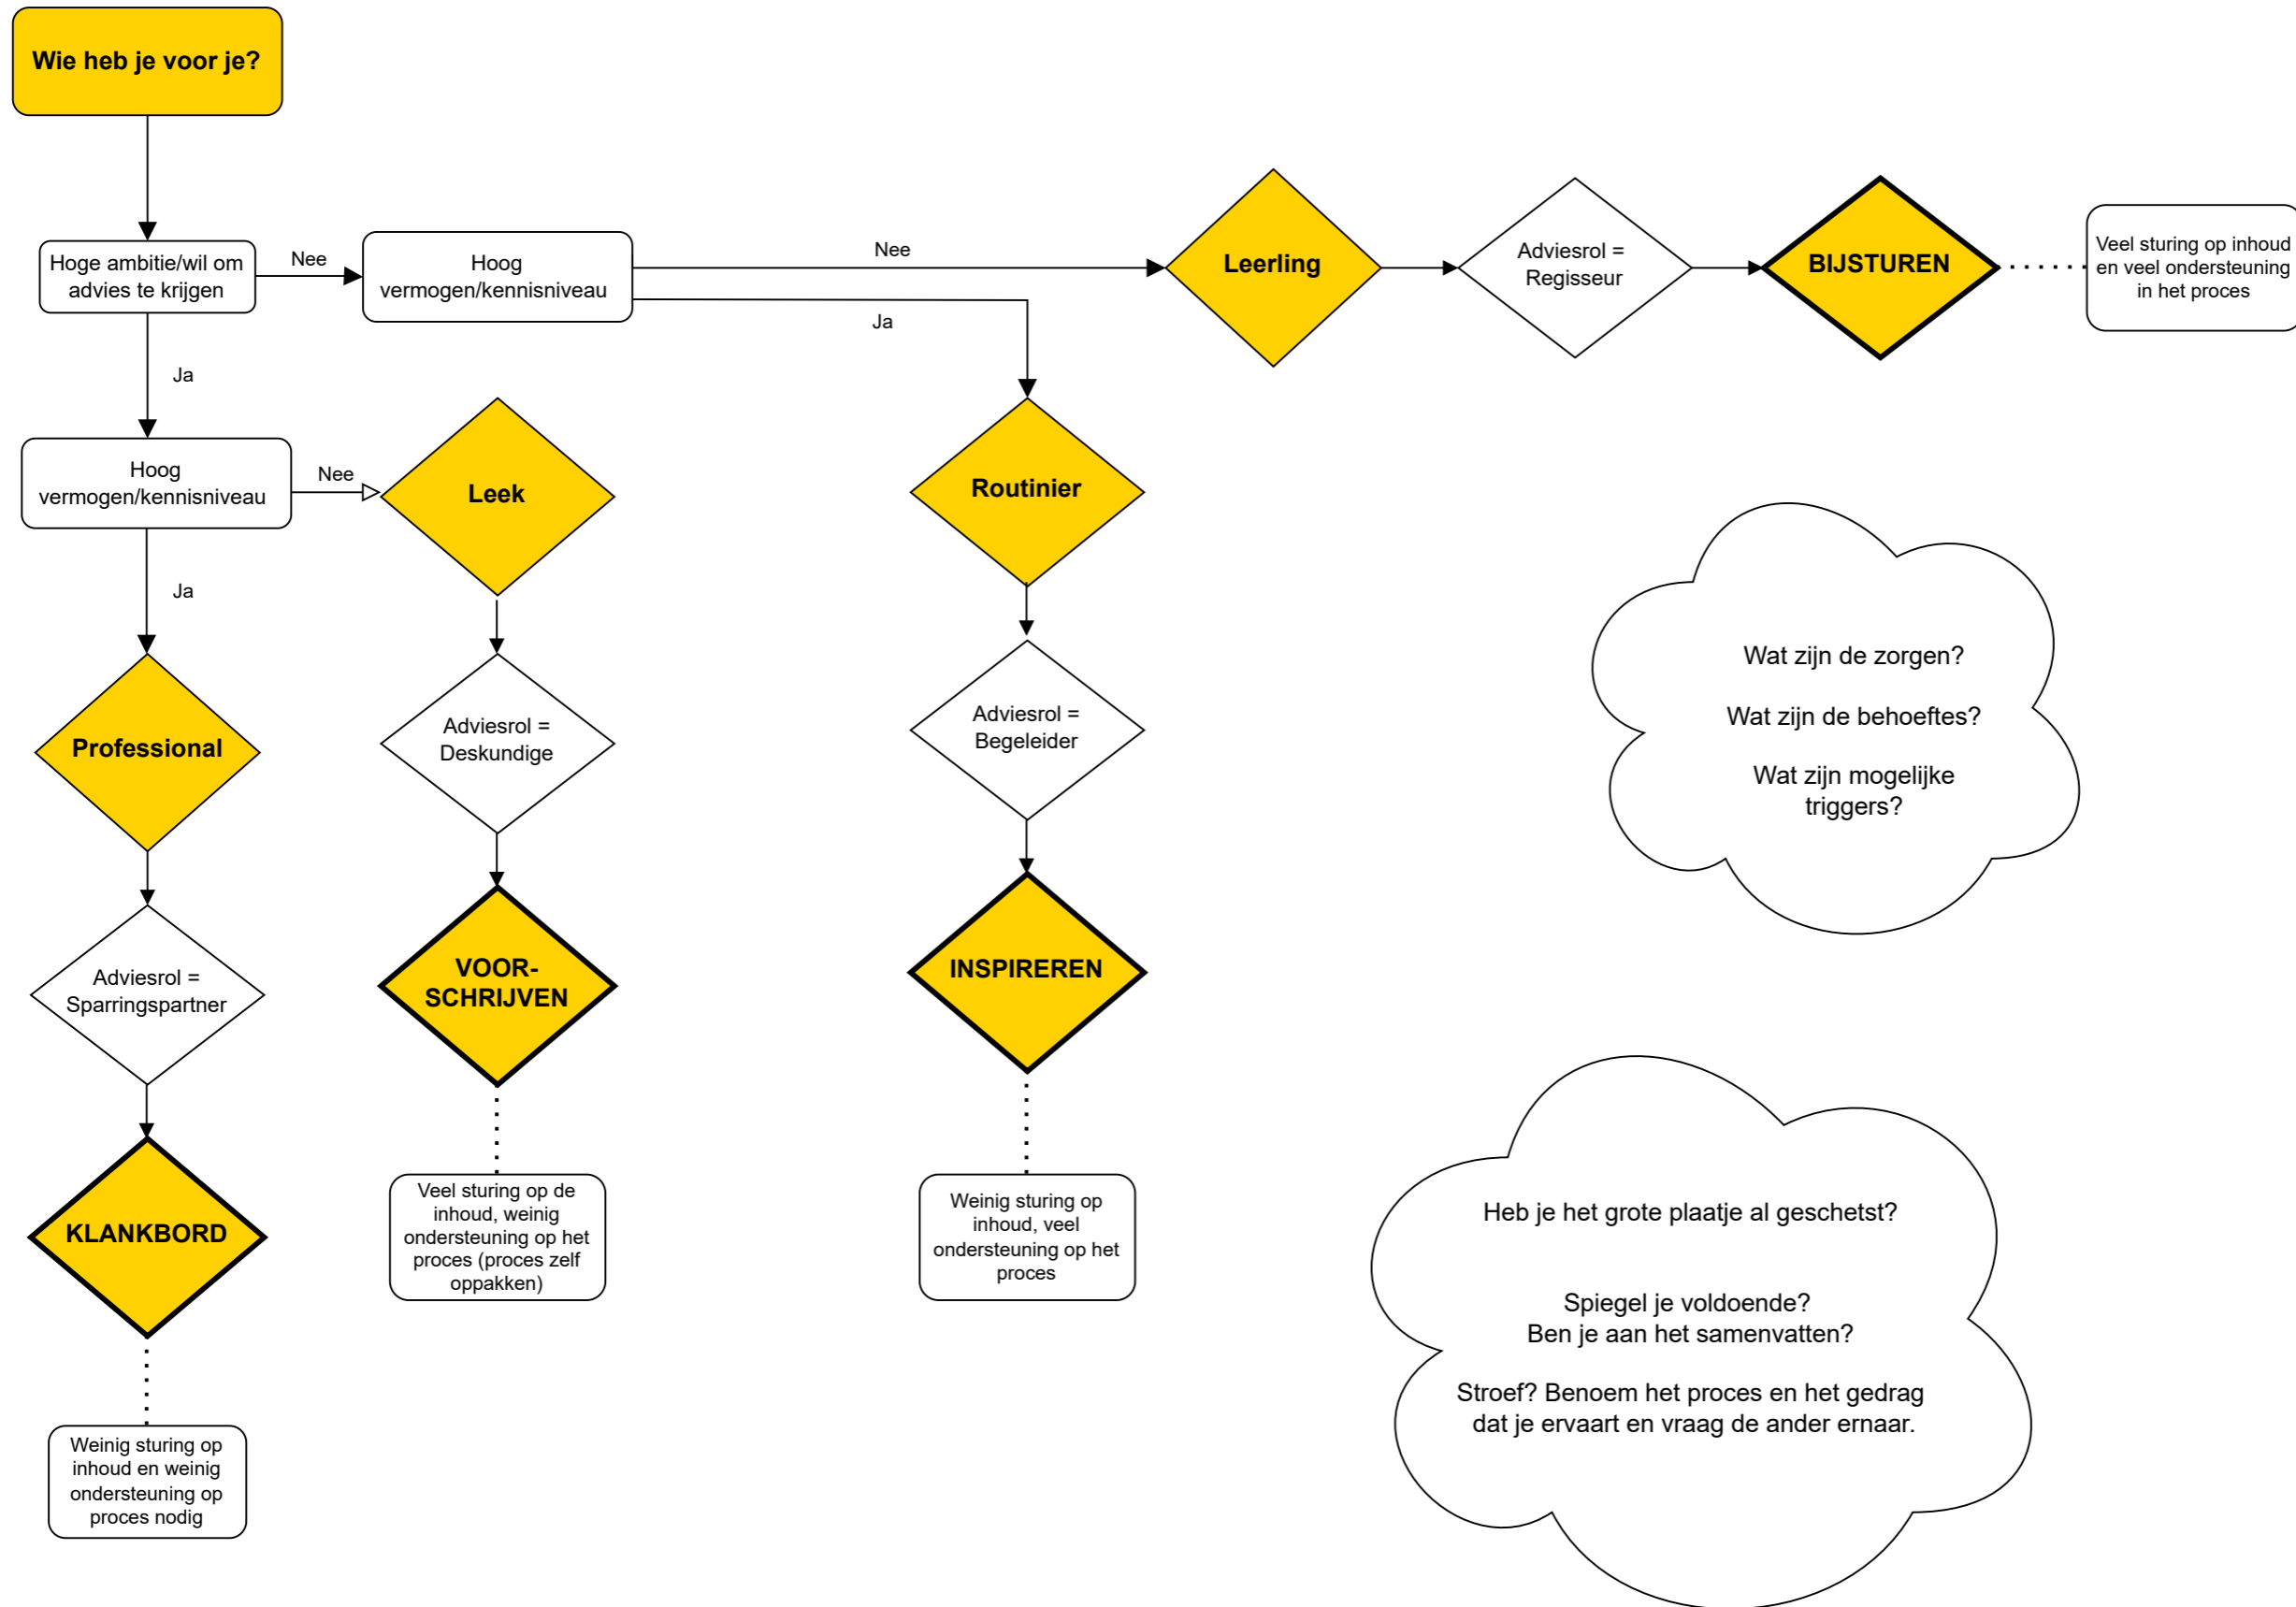 Wie heb je voor je?
Hoge ambitie/wil om
advies te krijgen
Nee
Hoog
vermogen/kennisniveau
Nee
Ja
Leerling
Adviesrol =
Regisseur
BIJSTUREN
Veel sturing op inhoud
en veel ondersteuning
in het proces
Ja
Hoog
vermogen/kennisniveau
Nee
Leek
Routinier
Ja
Professional
Adviesrol =
Deskundige
Adviesrol =
Begeleider
Wat zijn de zorgen?
Wat zijn de behoeftes?
Wat zijn mogelijke
triggers?
Adviesrol =
Sparringspartner
VOOR-
SCHRIJVEN
INSPIREREN
KLANKBORD
Veel sturing op de
inhoud, weinig
ondersteuning op het
proces (proces zelf
oppakken)
Weinig sturing op
inhoud, veel
ondersteuning op het
proces
Heb je het grote plaatje al geschetst?
Spiegel je voldoende?
Ben je aan het samenvatten?
Stroef? Benoem het proces en het gedrag
dat je ervaart en vraag de ander ernaar.
Weinig sturing op
inhoud en weinig
ondersteuning op
proces nodig